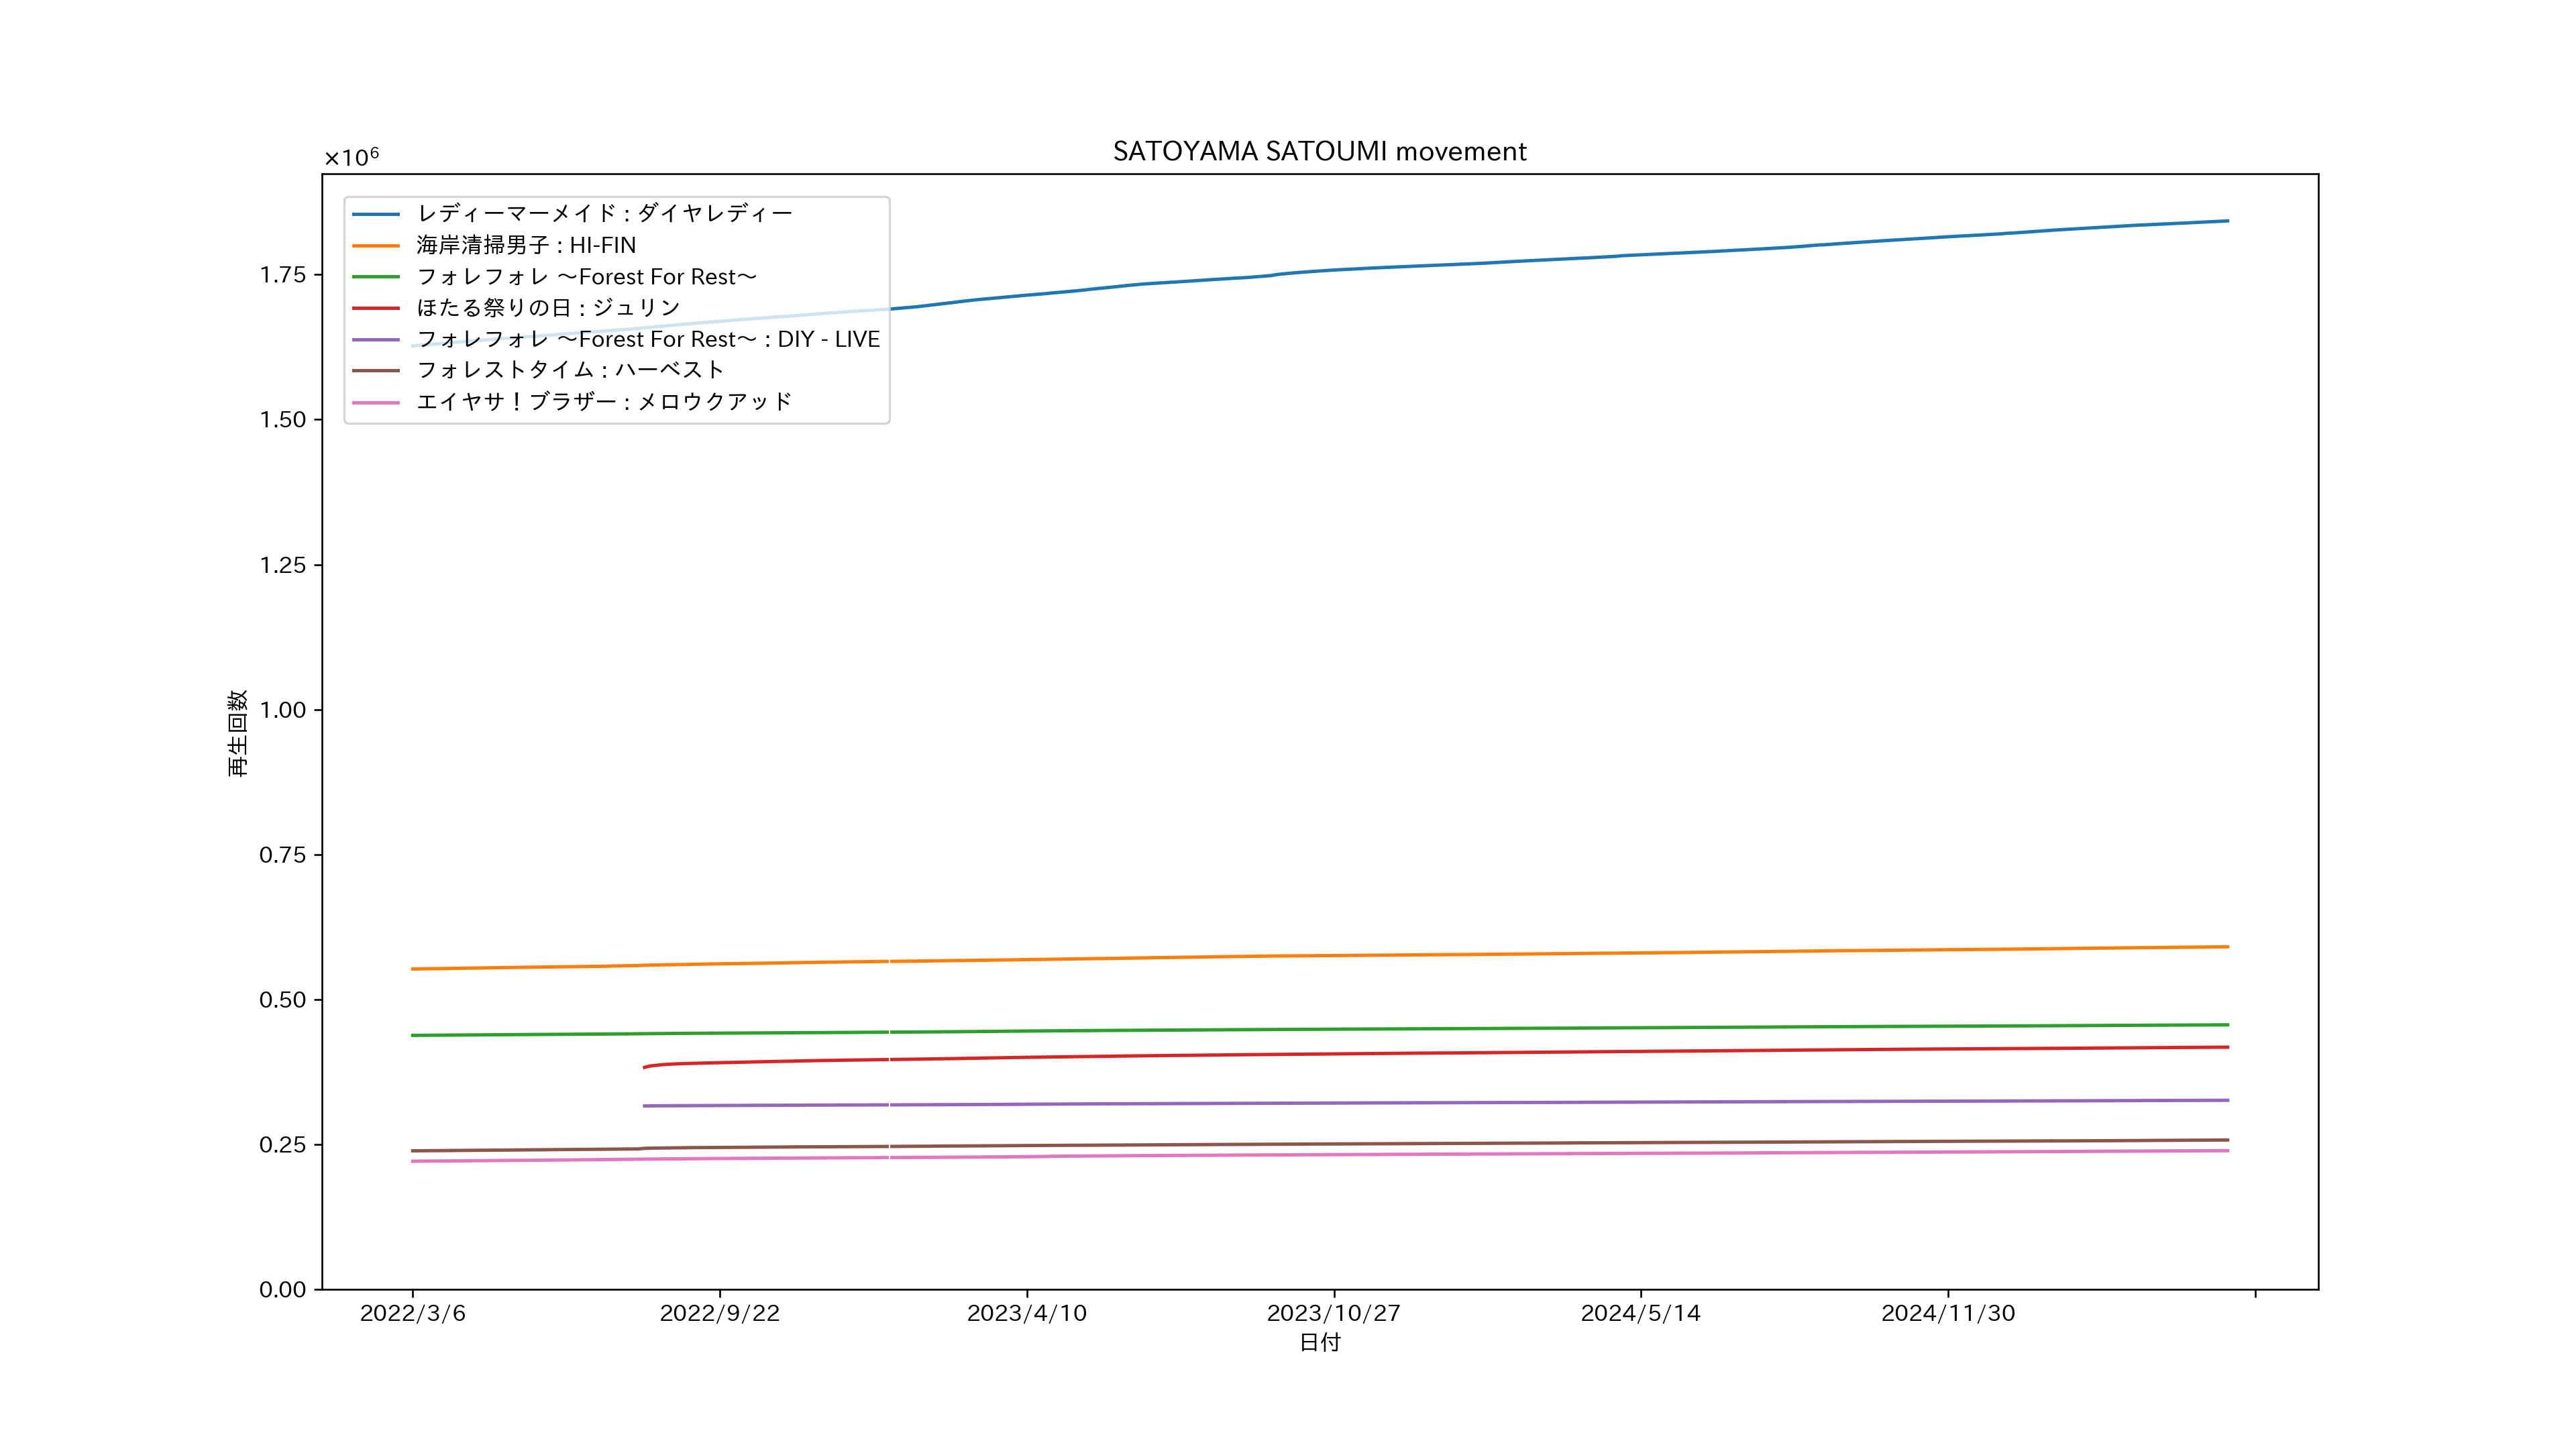 SATOYAMA SATOUMI movement
×10⁶
レディーマーメイド : ダイヤレディー
海岸清掃男子 : HI-FIN
フォレフォレ 〜Forest For Rest〜
ほたる祭りの日 : ジュリン
フォレフォレ 〜Forest For Rest〜 : DIY - LIVE
フォレストタイム : ハーベスト
エイヤサ！ブラザー : メロウクアッド
1.75
1.50
1.25
1.00
0.75
0.50
0.25
0.00
再生回数
2022/3/6 2022/9/22 2023/4/10 2023/10/27 2024/5/14 2024/11/30
日付